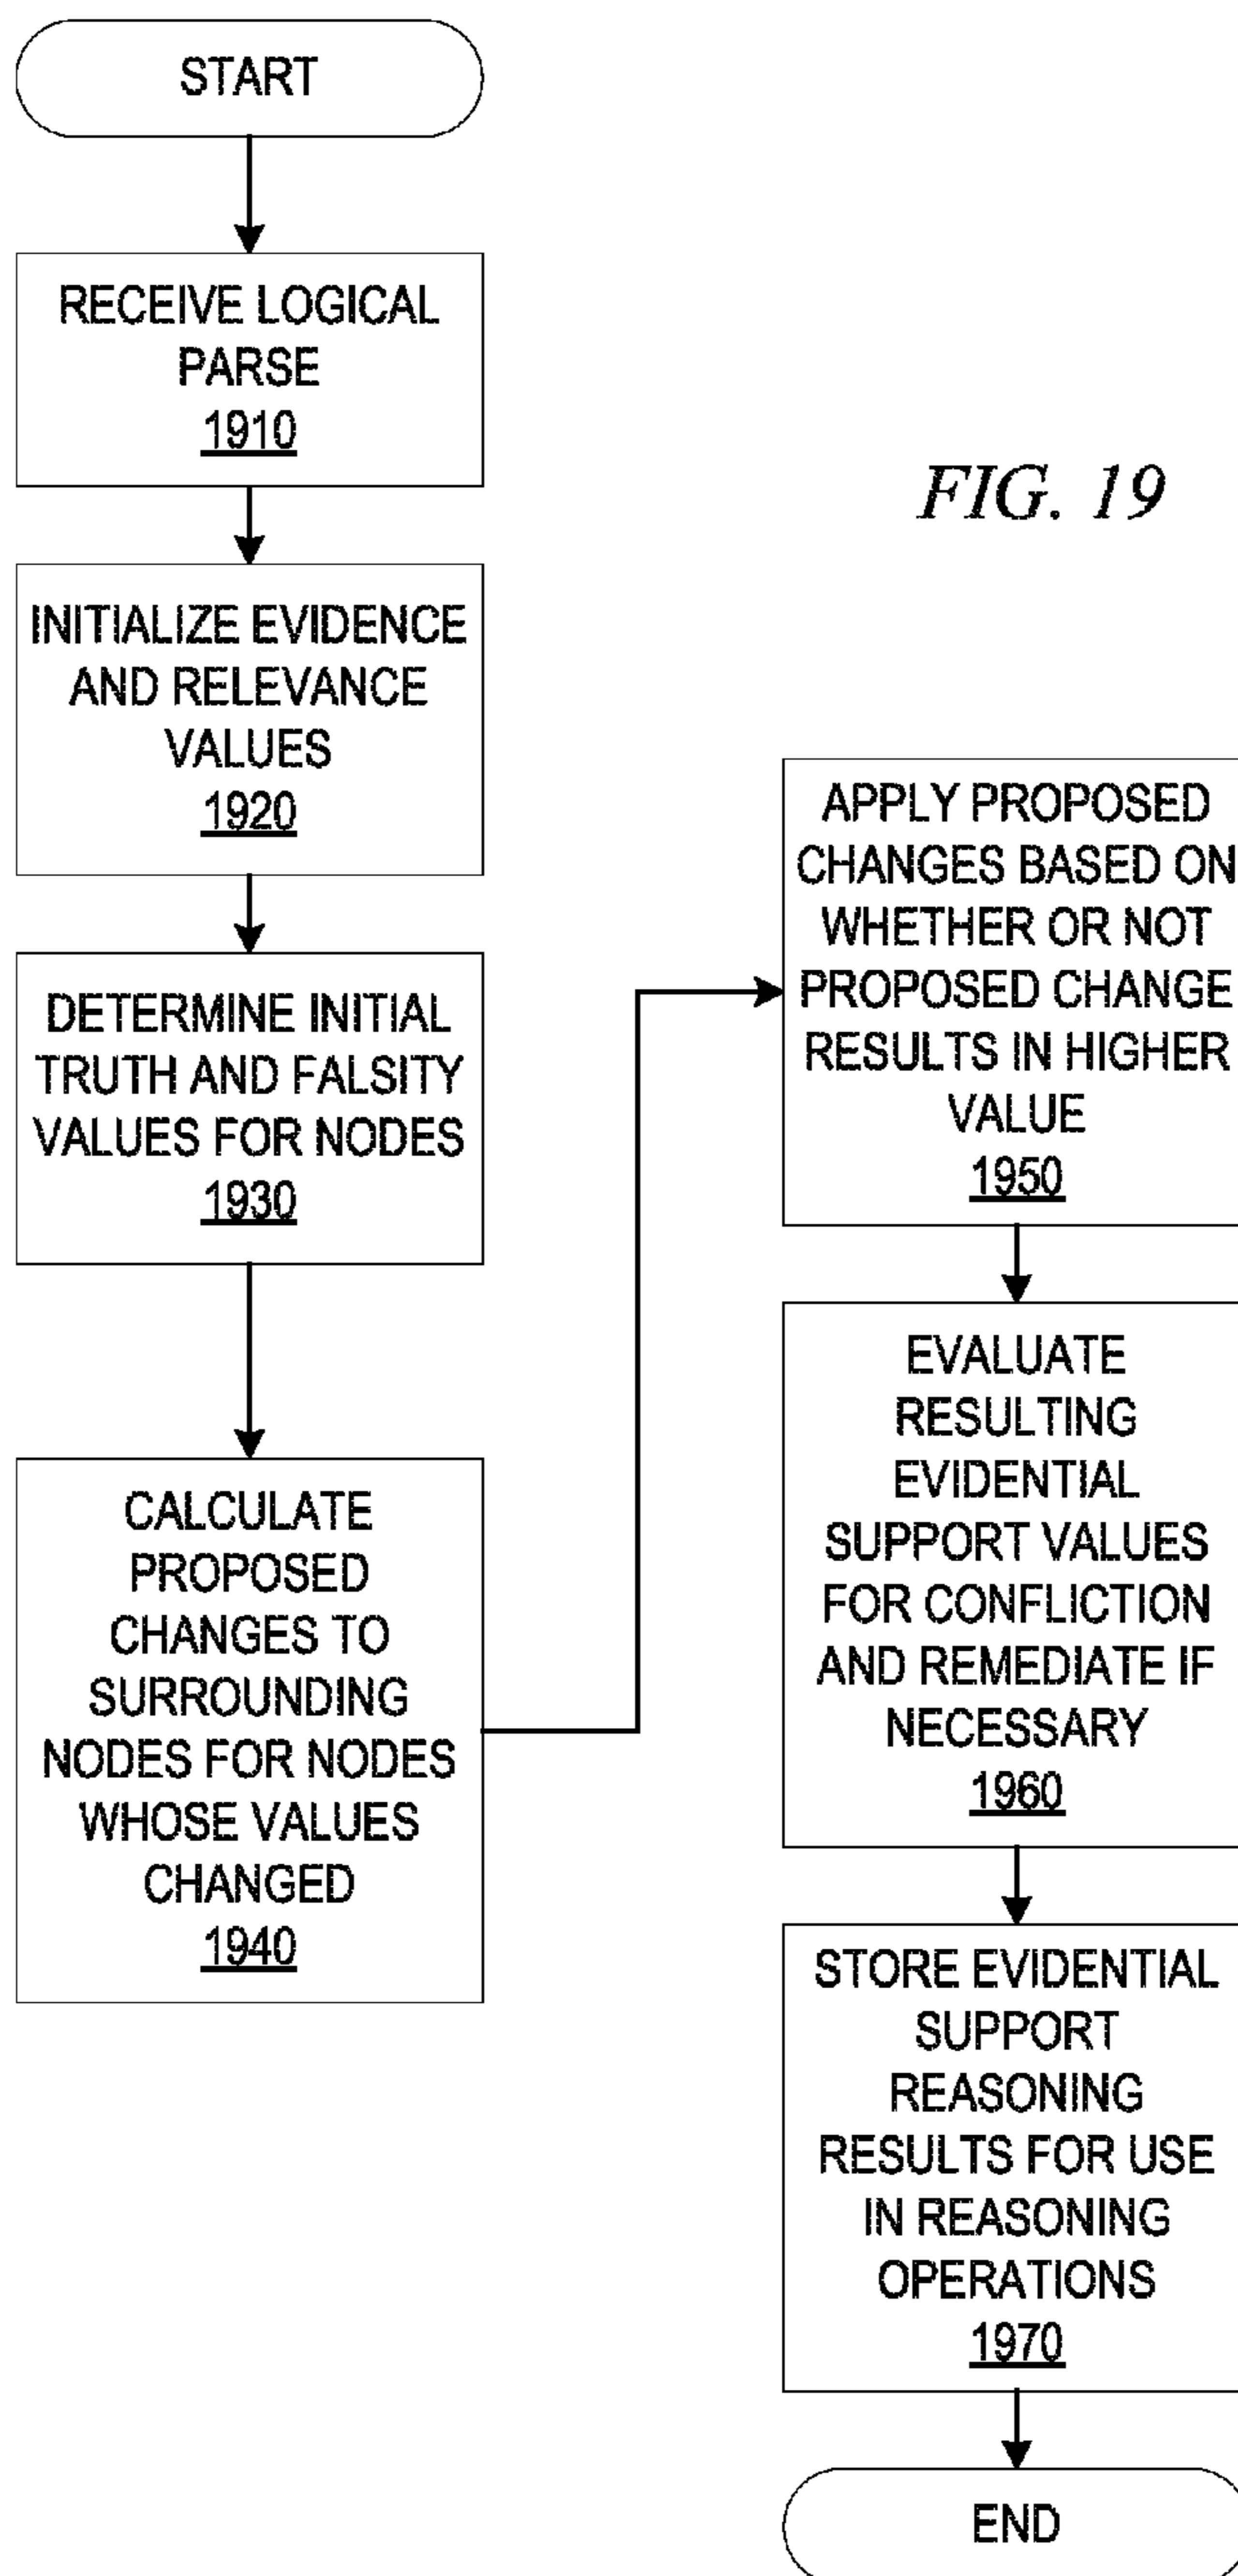 START
RECEIVE LOGICAL
PARSE
1910
INITIALIZE EVIDENCE
AND RELEVANCE
VALUES
1920
DETERMINE INITIAL
TRUTH AND FALSITY
VALUES FOR NODES
1930
CALCULATE
PROPOSED
CHANGES TO
SURROUNDING
NODES FOR NODES
WHOSE VALUES
CHANGED
1940
FIG. 19
APPLY PROPOSED
CHANGES BASED ON
WHETHER OR NOT
PROPOSED CHANGE
RESULTS IN HIGHER
VALUE
1950
EVALUATE
RESULTING
EVIDENTIAL
SUPPORT VALUES
FOR CONFLICTION
AND REMEDIATE IF
NECESSARY
1960
STORE EVIDENTIAL
SUPPORT
REASONING
RESULTS FOR USE
IN REASONING
OPERATIONS
1970
END